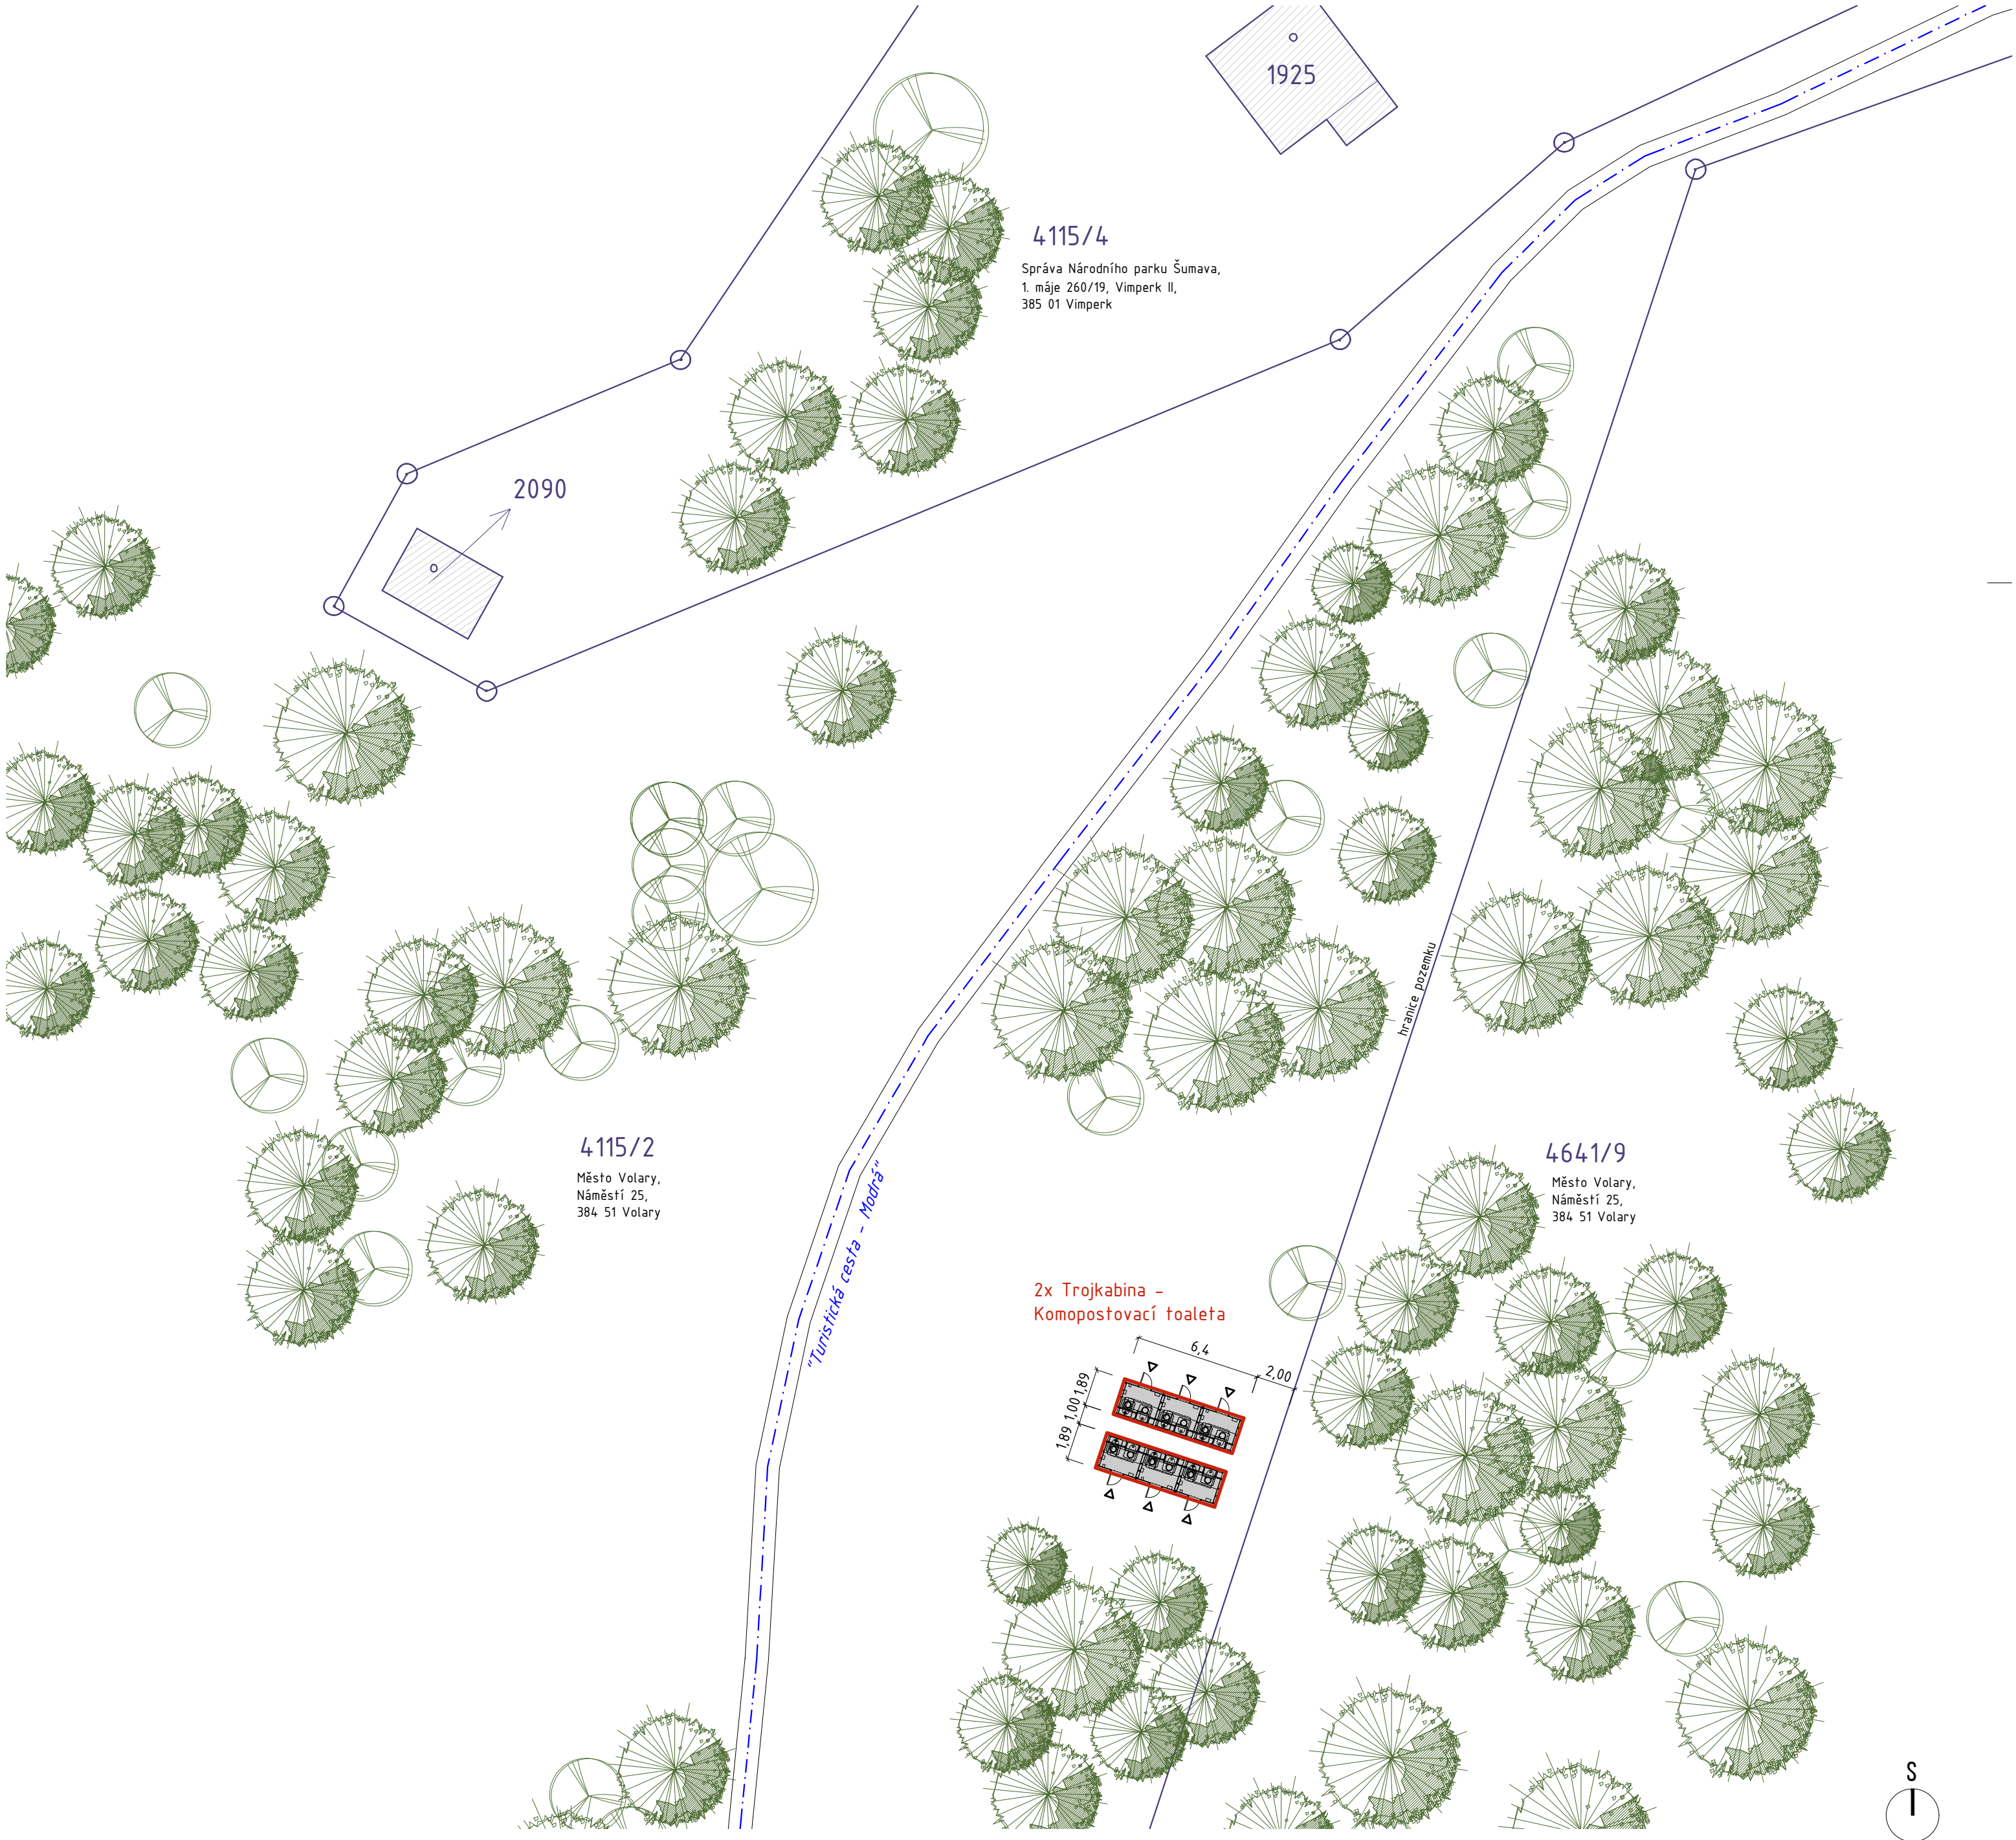 1925
4115/4
Správa Národního parku Šumava,
1. máje 260/19, Vimperk II,
385 01 Vimperk
2090
hranice pozemku
4115/2
Město Volary,
Náměstí 25,
384 51 Volary
"Turistická cesta - Modrá"
4641/9
Město Volary,
Náměstí 25,
384 51 Volary
2x Trojkabina -
Komopostovací toaleta
6,4
2,00
1,89
1,00
1,89
S